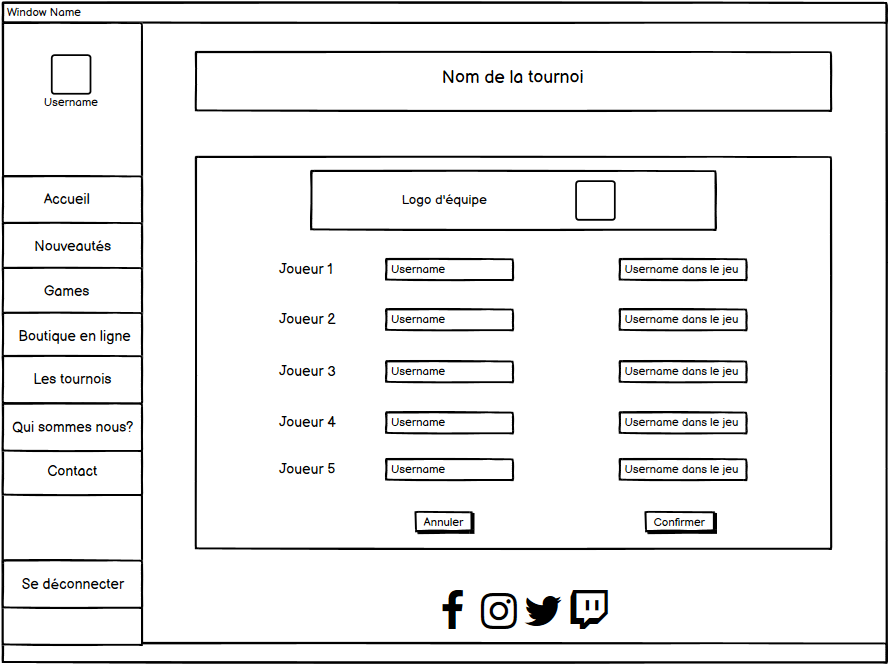 Window Name
Username
Accueil
Nouveautés
Games
Boutique en ligne
Les tournois
Qui sommes nous?
Contact
Se déconnecter
Nom de la tournoi
Logo d'équipe
Joueur 1 Username Username dans le jeu
Joueur 2 Username Username dans le jeu
Joueur 3 Username Username dans le jeu
Joueur 4 Username Username dans le jeu
Joueur 5 Username Username dans le jeu
Annuler Confirmer